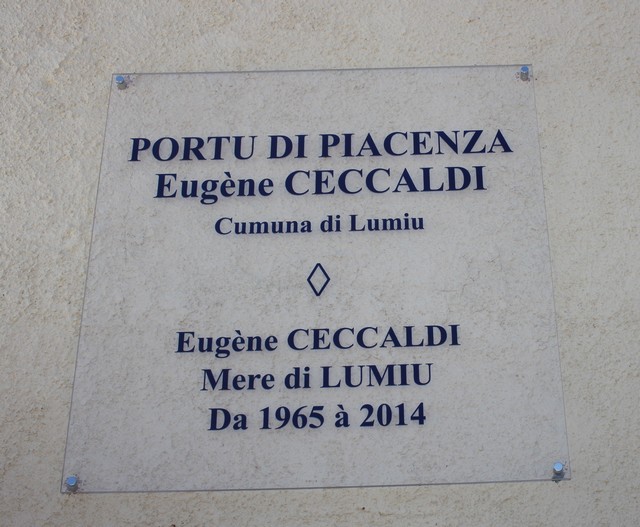 PORTU DI PIACENZA
Eugène CECCALDI
Cumuna di Lumiu
◊
Eugène CECCALDI
Mere di LUMIU
Da 1965 à 2014